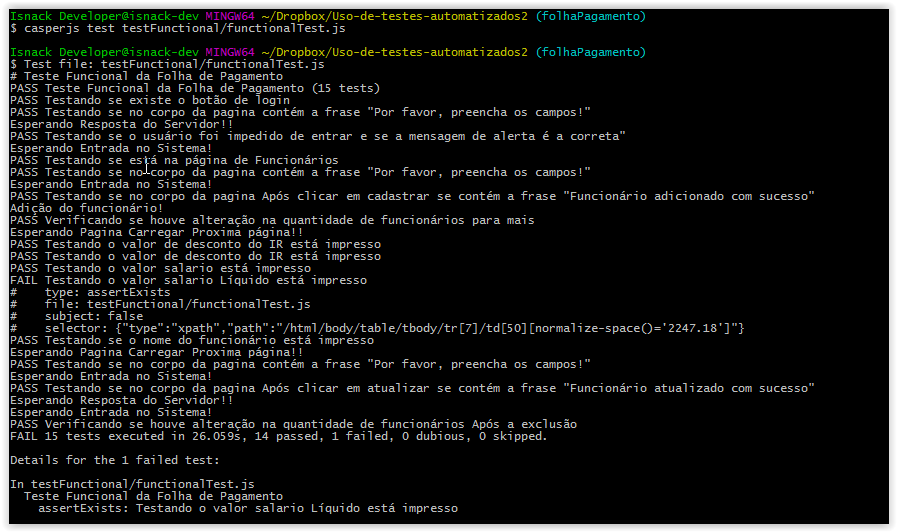 Isnack Developer@isnack-dev MINGW64 ~/Dropbox/Uso-de-testes-automatizados2 (folhaPagamento)
$ casperjs test testFunctional/functionalTest.js
Isnack Developer@isnack-dev MINGW64 ~/Dropbox/Uso-de-testes-automatizados2 (folhaPagamento)
$ Test file: testFunctional/functionalTest.js
# Teste Funcional da Folha de Pagamento
PASS Teste Funcional da Folha de Pagamento (15 tests)
PASS Testando se existe o botão de login
PASS Testando se no corpo da pagina contém a frase "Por favor, preencha os campos!"
Esperando Resposta do Servidor!!
PASS Testando se o usuário foi impedido de entrar e se a mensagem de alerta é a correta"
Esperando Entrada no Sistema!
PASS Testando se está na página de Funcionários
PASS Testando se no corpo da pagina contém a frase "Por favor, preencha os campos!"
Esperando Entrada no Sistema!
PASS Testando se no corpo da pagina Após clicar em cadastrar se contém a frase "Funcionário adicionado com sucesso"
Adição do funcionário!
PASS Verificando se houve alteração na quantidade de funcionários para mais
Esperando Pagina Carregar Proxima página!!
PASS Testando o valor de desconto do IR está impresso
PASS Testando o valor de desconto do IR está impresso
PASS Testando o valor salario está impresso
FAIL Testando o valor salario Líquido está impresso
#    type: assertExists
#    file: testFunctional/functionalTest.js
#    subject: false
#    selector: {"type":"xpath","path":"/html/body/table/tbody/tr[7]/td[50][normalize-space()='2247.18']"}
PASS Testando se o nome do funcionário está impresso
Esperando Pagina Carregar Proxima página!!
PASS Testando se no corpo da pagina contém a frase "Por favor, preencha os campos!"
Esperando Entrada no Sistema!
PASS Testando se no corpo da pagina Após clicar em atualizar se contém a frase "Funcionário atualizado com sucesso"
Esperando Resposta do Servidor!!
Esperando Entrada no Sistema!
PASS Verificando se houve alteração na quantidade de funcionários Após a exclusão
FAIL 15 tests executed in 26.059s, 14 passed, 1 failed, 0 dubious, 0 skipped.
Details for the 1 failed test:
In testFunctional/functionalTest.js
  Teste Funcional da Folha de Pagamento
    assertExists: Testando o valor salario Líquido está impresso